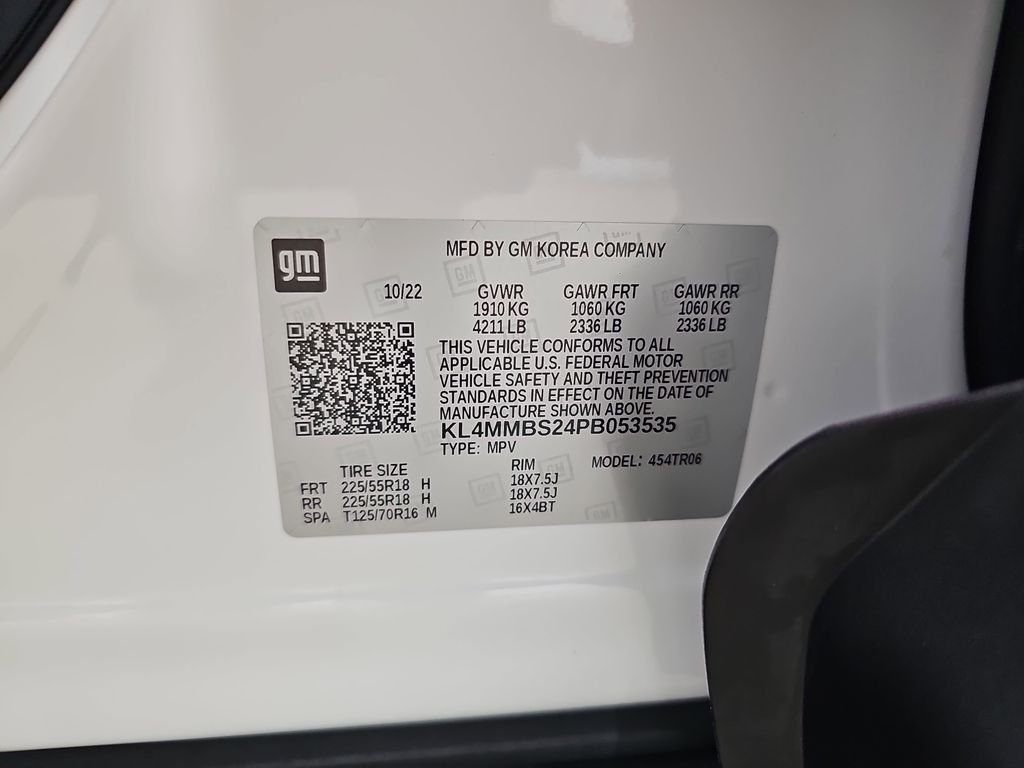 gm
MFD BY GM KOREA COMPANY
10/22 GVWR GAWR FRT GAWR RR
1910 KG 1060 KG 1060 KG
4211 LB 2336 LB 2336 LB
THIS VEHICLE CONFORMS TO ALL
APPLICABLE U.S. FEDERAL MOTOR
VEHICLE SAFETY AND THEFT PREVENTION
STANDARDS IN EFFECT ON THE DATE OF
MANUFACTURE SHOWN ABOVE.
KL4MMBS24PB053535
TYPE: MPV MODEL: 454TR06
TIRE SIZE RIM
FRT 225/55R18 H 18X7.5J
RR 225/55R18 H 18X7.5J
SPA T125/70R16 M 16X4BT